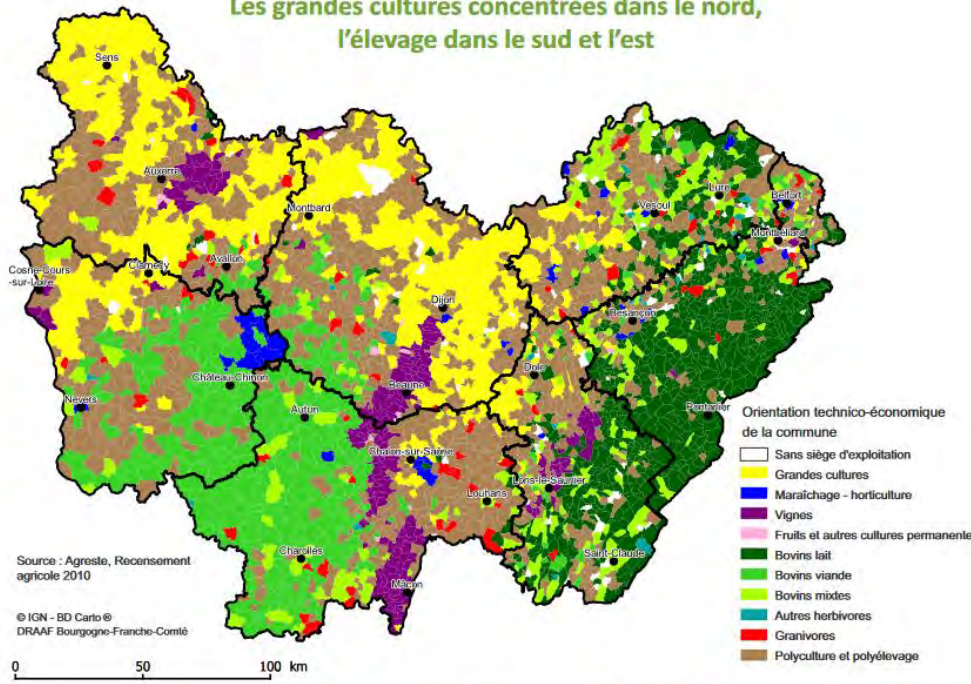 Les grandes cultures concentrées dans le nord,
l'élevage dans le sud et l'est
Sens
Auxerre
Montbard
Lure
Belfort
Vesoul
Montbéliard
Cosne-Cours
-sur-Loire
Clamecy
Avallon
Dijon
Besançon
Château-Chinon
Beaune
Dole
Nevers
Autun
Pontarlier
Chalon-sur-Saône
Louhans
Lons-le-Saunier
Charolles
Saint-Claude
Mâcon
Orientation technico-économique
de la commune
Sans siège d'exploitation
Grandes cultures
Maraîchage - horticulture
Vignes
Fruits et autres cultures permanente
Bovins lait
Bovins viande
Bovins mixtes
Autres herbivores
Granivores
Polyculture et polyélevage
Source : Agreste, Recensement
agricole 2010
© IGN - BD Carto ®
DRAAF Bourgogne-Franche-Comté
0 50 100 km